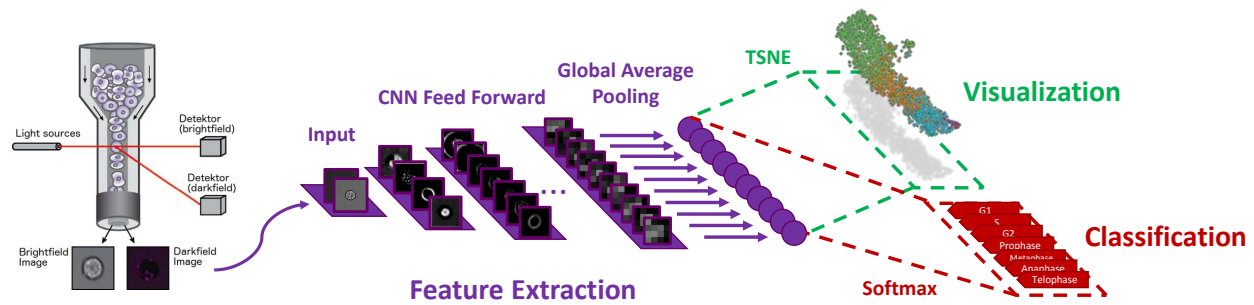 Light sources
Detektor
(brightfield)
Detektor
(darkfield)
Brightfield
Image
Darkfield
Image
Input
CNN Feed Forward
Global Average
Pooling
...
Feature Extraction
TSNE
Visualization
Softmax
G1
S
G2
Prophase
Metaphase
Anaphase
Telophase
Classification